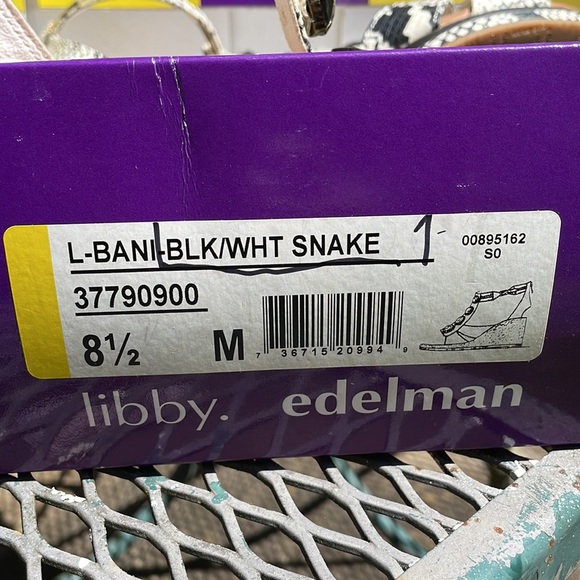 L-BANI-BLK/WHT SNAKE 1
00895162
S0
37790900
8½ M
7 36715 20994 9
libby. edelman